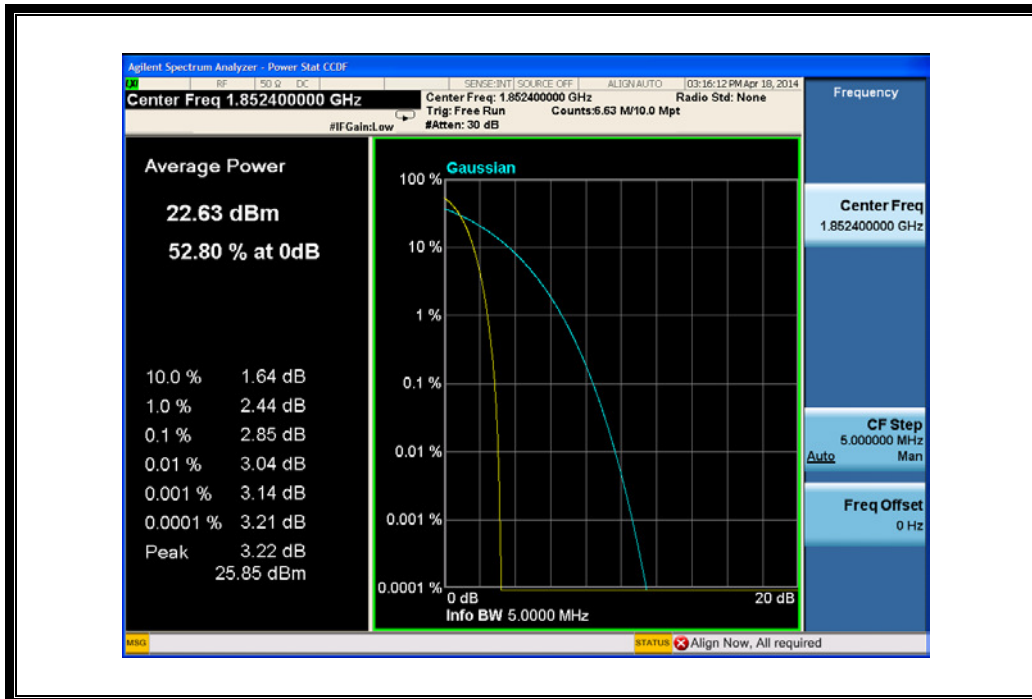 Agilent Spectrum Analyzer - Power Stat CCDF
RF 50 Ω DC SENSE:INT SOURCE OFF ALIGN AUTO 03:16:12 PM Apr 18, 2014
Center Freq 1.852400000 GHz
Center Freq: 1.852400000 GHz Radio Std: None
Trig: Free Run Counts:6.63 M/10.0 Mpt
#IFGain:Low #Atten: 30 dB
Average Power
22.63 dBm
52.80 % at 0dB
10.0 % 1.64 dB
1.0 % 2.44 dB
0.1 % 2.85 dB
0.01 % 3.04 dB
0.001 % 3.14 dB
0.0001 % 3.21 dB
Peak 3.22 dB
25.85 dBm
Gaussian
100 %
10 %
1 %
0.1 %
0.01 %
0.001 %
0.0001 %
0 dB 20 dB
Info BW 5.0000 MHz
Frequency
Center Freq
1.852400000 GHz
CF Step
5.000000 MHz
Auto Man
Freq Offset
0 Hz
MSG STATUS Align Now, All required